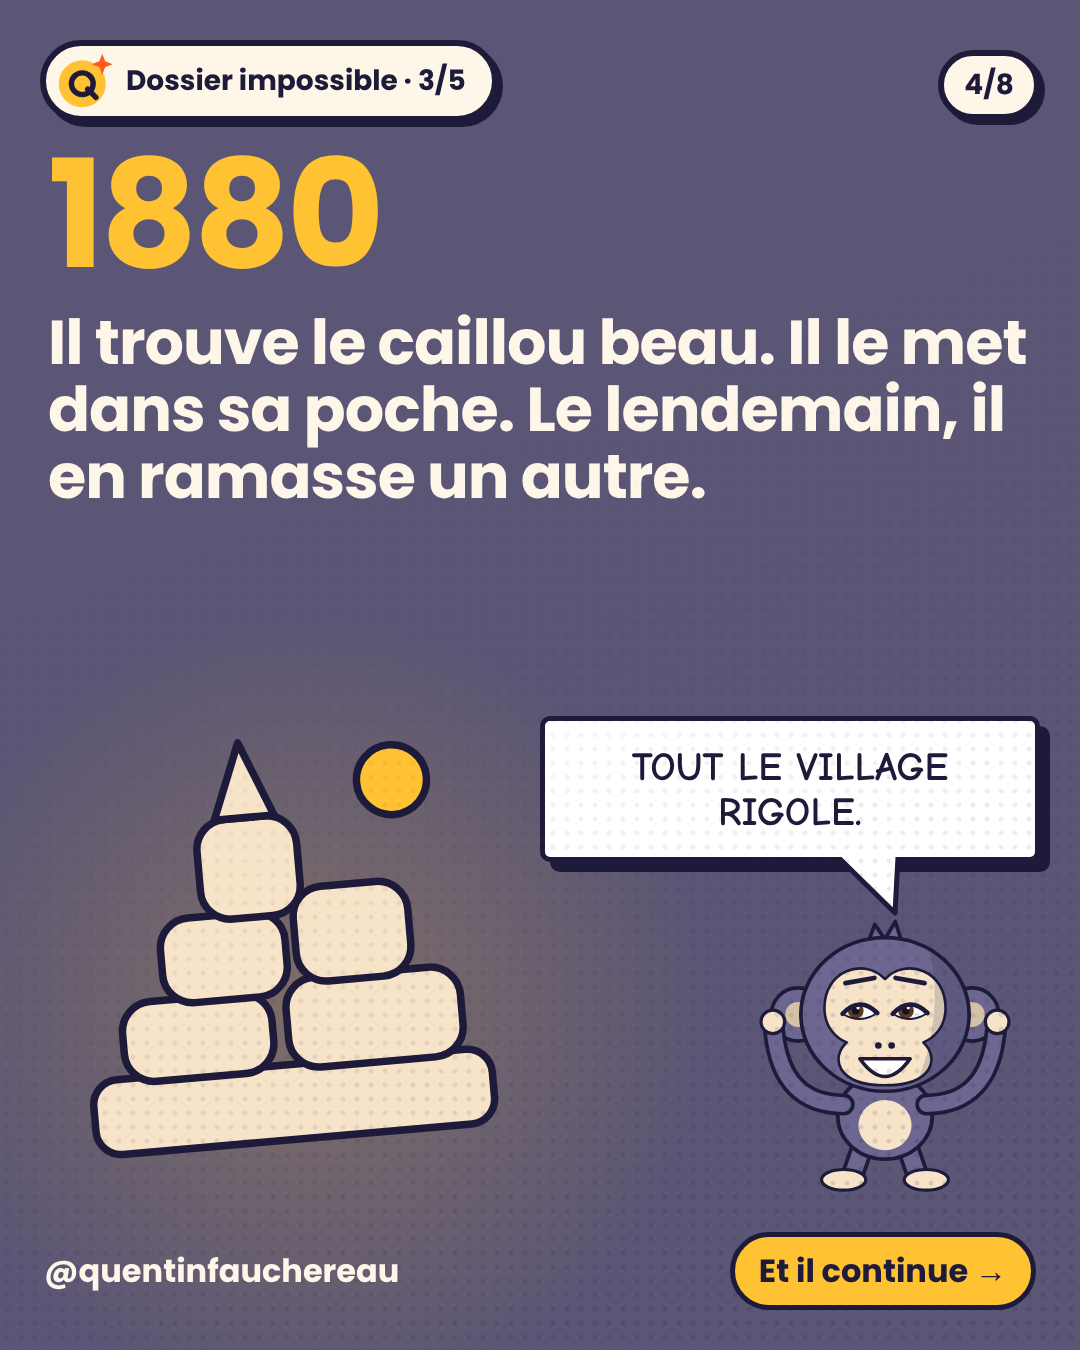 Q
Dossier impossible · 3/5
4/8
1880
Il trouve le caillou beau. Il le met
dans sa poche. Le lendemain, il
en ramasse un autre.
TOUT LE VILLAGE
RIGOLE.
@quentinfauchereau
Et il continue →